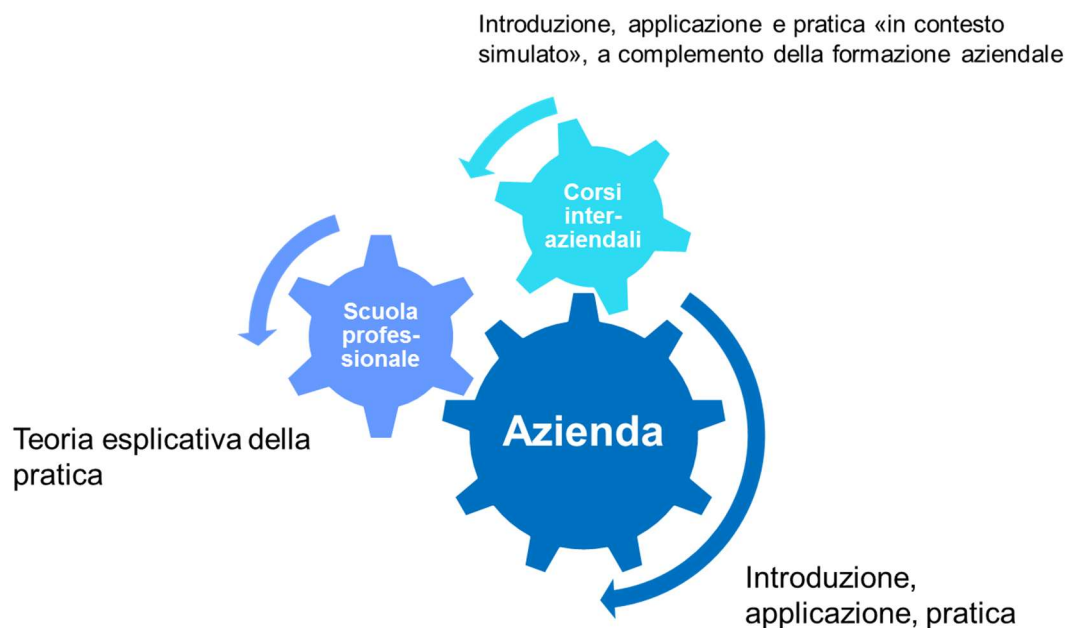 Introduzione, applicazione e pratica «in contesto
simulato», a complemento della formazione aziendale
Corsi
inter-
aziendali
Scuola
profes-
sionale
Azienda
Teoria esplicativa della
pratica
Introduzione,
applicazione, pratica